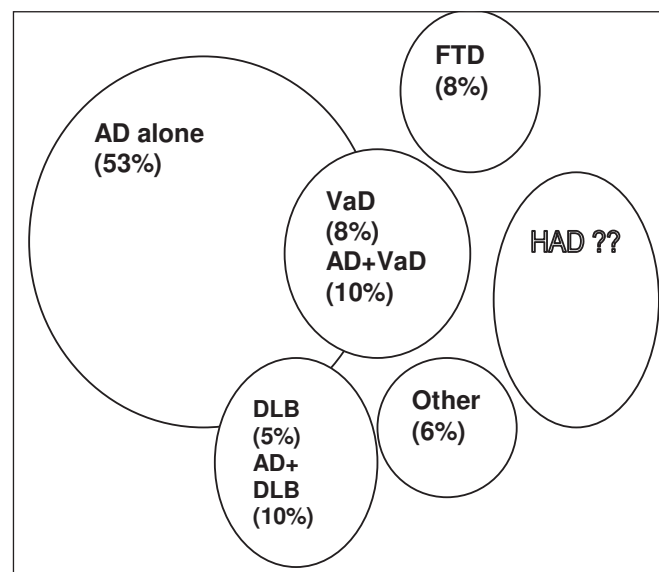 FTD
(8%)
AD alone
(53%)
VaD
(8%)
AD+VaD
(10%)
HAD ??
DLB
(5%)
AD+
DLB
(10%)
Other
(6%)